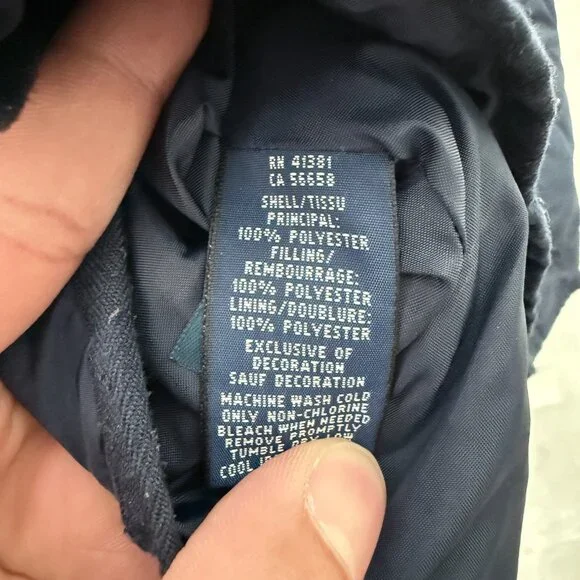 RN 41381
CA 56658
SHELL/TISSU
PRINCIPAL:
100% POLYESTER
FILLING/
REMBOURRAGE:
100% POLYESTER
LINING/DOUBLURE:
100% POLYESTER
EXCLUSIVE OF
DECORATION
SAUF DECORATION
MACHINE WASH COLD
ONLY NON-CHLORINE
BLEACH WHEN NEEDED
REMOVE PROMPTLY
TUMBLE DRY LOW
COOL